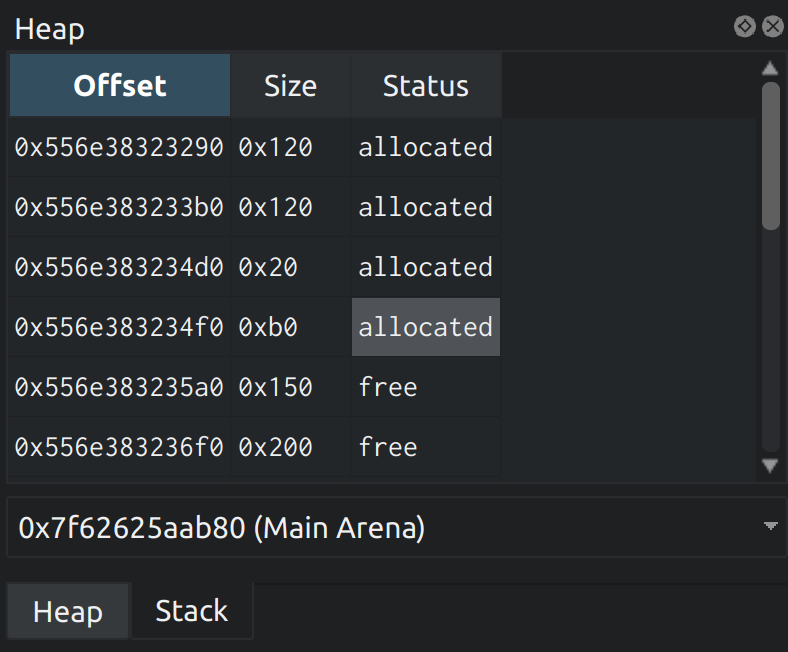 Heap
Offset Size Status
0x556e38323290 0x120 allocated
0x556e383233b0 0x120 allocated
0x556e383234d0 0x20 allocated
0x556e383234f0 0xb0 allocated
0x556e383235a0 0x150 free
0x556e383236f0 0x200 free
0x7f62625aab80 (Main Arena)
Heap Stack